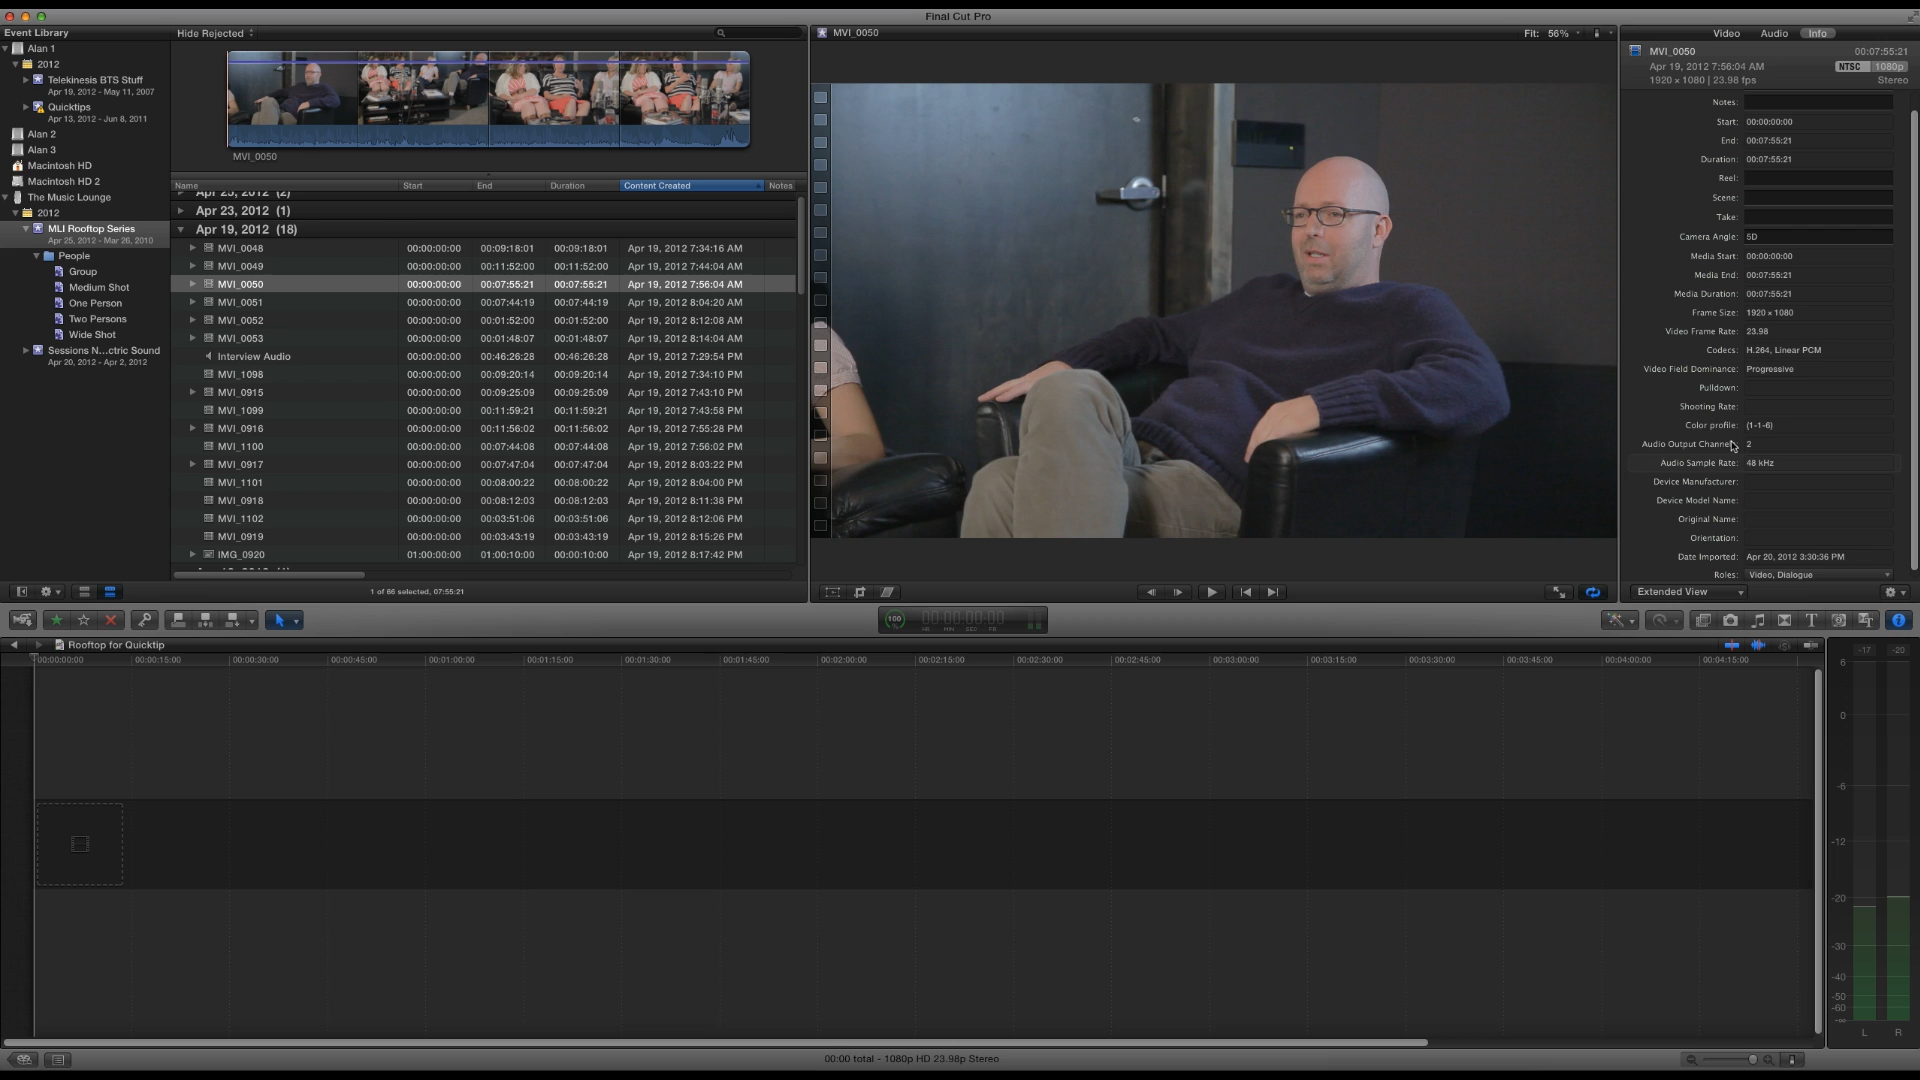 Final Cut Pro
Event Library
Alan 1
2012
Telekinesis BTS Stuff
Apr 19, 2012 - May 11, 2007
Quicktips
Apr 13, 2012 - Jun 8, 2011
Alan 2
Alan 3
Macintosh HD
Macintosh HD 2
The Music Lounge
2012
MLI Rooftop Series
Apr 25, 2012 - Mar 26, 2010
People
Group
Medium Shot
One Person
Two Persons
Wide Shot
Sessions N...ctric Sound
Apr 20, 2012 - Apr 2, 2012
Hide Rejected
MVI_0050
Name Start End Duration Content Created Notes
Apr 25, 2012 (2)
Apr 23, 2012 (1)
Apr 19, 2012 (18)
MVI_0048 00:00:00:00 00:09:18:01 00:09:18:01 Apr 19, 2012 7:34:16 AM
MVI_0049 00:00:00:00 00:11:52:00 00:11:52:00 Apr 19, 2012 7:44:04 AM
MVI_0050 00:00:00:00 00:07:55:21 00:07:55:21 Apr 19, 2012 7:56:04 AM
MVI_0051 00:00:00:00 00:07:44:19 00:07:44:19 Apr 19, 2012 8:04:20 AM
MVI_0052 00:00:00:00 00:01:52:00 00:01:52:00 Apr 19, 2012 8:12:08 AM
MVI_0053 00:00:00:00 00:01:48:07 00:01:48:07 Apr 19, 2012 8:14:04 AM
Interview Audio 00:00:00:00 00:46:26:28 00:46:26:28 Apr 19, 2012 7:29:54 PM
MVI_1098 00:00:00:00 00:09:20:14 00:09:20:14 Apr 19, 2012 7:34:10 PM
MVI_0915 00:00:00:00 00:09:25:09 00:09:25:09 Apr 19, 2012 7:43:10 PM
MVI_1099 00:00:00:00 00:11:59:21 00:11:59:21 Apr 19, 2012 7:43:58 PM
MVI_0916 00:00:00:00 00:11:56:02 00:11:56:02 Apr 19, 2012 7:55:28 PM
MVI_1100 00:00:00:00 00:07:44:08 00:07:44:08 Apr 19, 2012 7:56:02 PM
MVI_0917 00:00:00:00 00:07:47:04 00:07:47:04 Apr 19, 2012 8:03:22 PM
MVI_1101 00:00:00:00 00:08:00:22 00:08:00:22 Apr 19, 2012 8:04:00 PM
MVI_0918 00:00:00:00 00:08:12:03 00:08:12:03 Apr 19, 2012 8:11:38 PM
MVI_1102 00:00:00:00 00:03:51:06 00:03:51:06 Apr 19, 2012 8:12:06 PM
MVI_0919 00:00:00:00 00:03:43:19 00:03:43:19 Apr 19, 2012 8:15:26 PM
IMG_0920 01:00:00:00 01:00:10:00 00:00:10:00 Apr 19, 2012 8:17:42 PM
1 of 66 selected, 07:55:21
MVI_0050
Fit: 56%
Video Audio Info
MVI_0050 00:07:55:21
Apr 19, 2012 7:56:04 AM NTSC 1080p
1920 × 1080 | 23.98 fps Stereo
Notes:
Start: 00:00:00:00
End: 00:07:55:21
Duration: 00:07:55:21
Reel:
Scene:
Take:
Camera Angle: 5D
Media Start: 00:00:00:00
Media End: 00:07:55:21
Media Duration: 00:07:55:21
Frame Size: 1920 × 1080
Video Frame Rate: 23.98
Codecs: H.264, Linear PCM
Video Field Dominance: Progressive
Pulldown:
Shooting Rate:
Color profile: (1-1-6)
Audio Output Channels: 2
Audio Sample Rate: 48 kHz
Device Manufacturer:
Device Model Name:
Original Name:
Orientation:
Date Imported: Apr 20, 2012 3:30:36 PM
Roles: Video, Dialogue
Extended View
100 00:00:00:00
HR MIN SEC FR
Rooftop for Quicktip
00:00:00:00 00:00:15:00 00:00:30:00 00:00:45:00 00:01:00:00 00:01:15:00 00:01:30:00 00:01:45:00 00:02:00:00 00:02:15:00 00:02:30:00 00:02:45:00 00:03:00:00 00:03:15:00 00:03:30:00 00:03:45:00 00:04:00:00 00:04:15:00
-17 -20
6
0
-6
-12
-20
-30
-40
-50
-60
-∞
L R
00:00 total - 1080p HD 23.98p Stereo